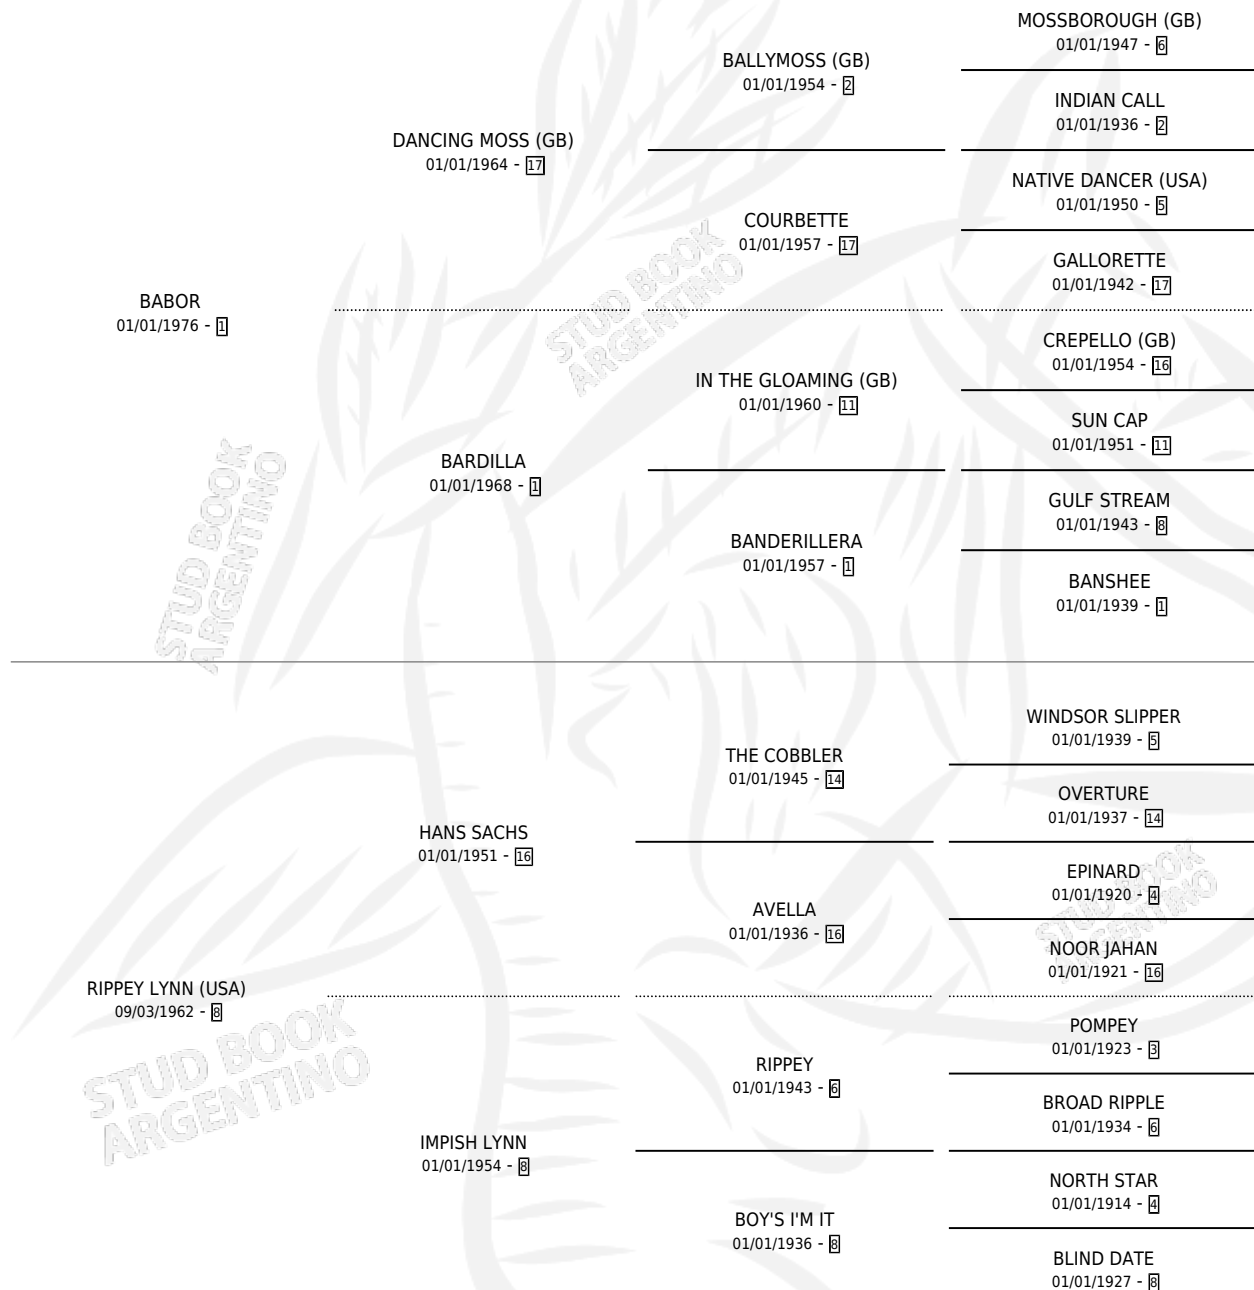 MOSSBOROUGH (GB)
01/01/1947 - 6
BALLYMOSS (GB)
01/01/1954 - 2
INDIAN CALL
01/01/1936 - 2
DANCING MOSS (GB)
01/01/1964 - 17
NATIVE DANCER (USA)
01/01/1950 - 5
COURBETTE
01/01/1957 - 17
GALLORETTE
01/01/1942 - 17
BABOR
01/01/1976 - 1
STUD BOOK
ARGENTINO
CREPELLO (GB)
01/01/1954 - 16
IN THE GLOAMING (GB)
01/01/1960 - 11
SUN CAP
01/01/1951 - 11
BARDILLA
01/01/1968 - 1
GULF STREAM
01/01/1943 - 8
BANDERILLERA
01/01/1957 - 1
BANSHEE
01/01/1939 - 1
STUD BOOK
ARGENTINO
WINDSOR SLIPPER
01/01/1939 - 5
THE COBBLER
01/01/1945 - 14
OVERTURE
01/01/1937 - 14
HANS SACHS
01/01/1951 - 16
EPINARD
01/01/1920 - 4
AVELLA
01/01/1936 - 16
NOOR JAHAN
01/01/1921 - 16
STUD BOOK
ARGENTINO
RIPPEY LYNN (USA)
09/03/1962 - 8
POMPEY
01/01/1923 - 3
RIPPEY
01/01/1943 - 6
BROAD RIPPLE
01/01/1934 - 6
STUD BOOK
ARGENTINO
IMPISH LYNN
01/01/1954 - 8
NORTH STAR
01/01/1914 - 4
BOY'S I'M IT
01/01/1936 - 8
BLIND DATE
01/01/1927 - 8